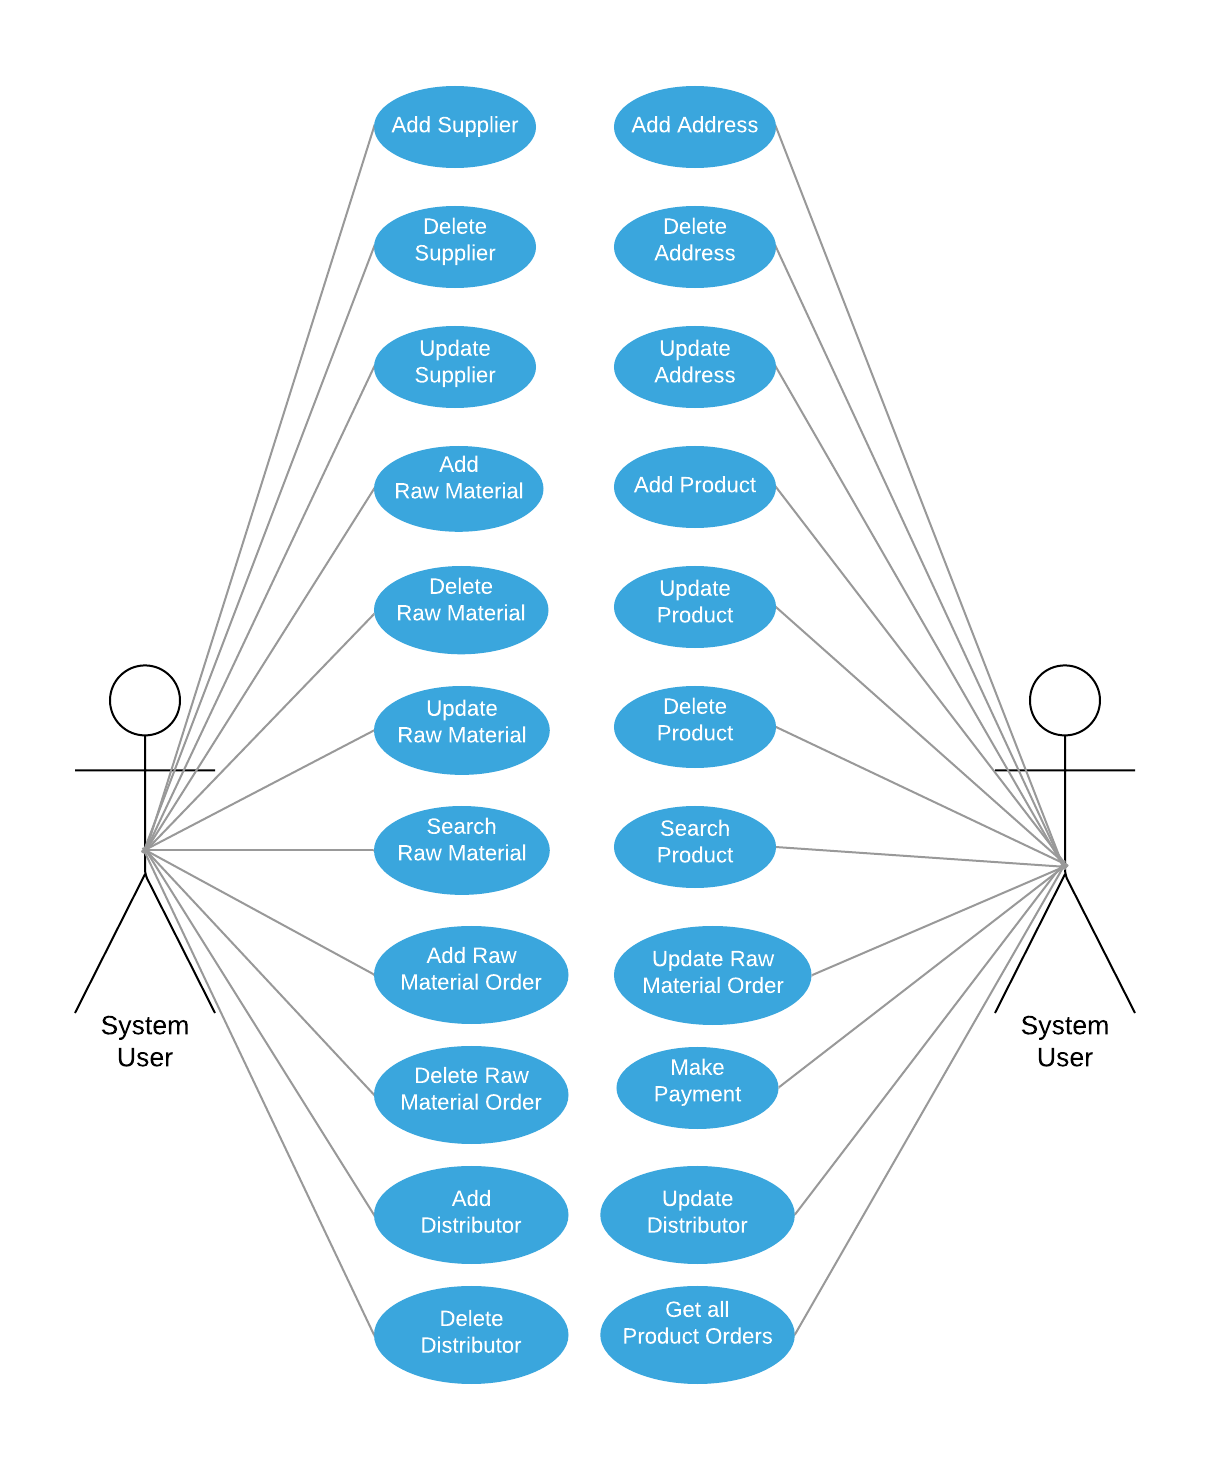 Add Supplier
Add Address
Delete
Supplier
Delete
Address
Update
Supplier
Update
Address
Add
Raw Material
Add Product
Delete
Raw Material
Update
Product
Update
Raw Material
Delete
Product
Search
Raw Material
Search
Product
Add Raw
Material Order
Update Raw
Material Order
System
User
System
User
Delete Raw
Material Order
Make
Payment
Add
Distributor
Update
Distributor
Delete
Distributor
Get all
Product Orders